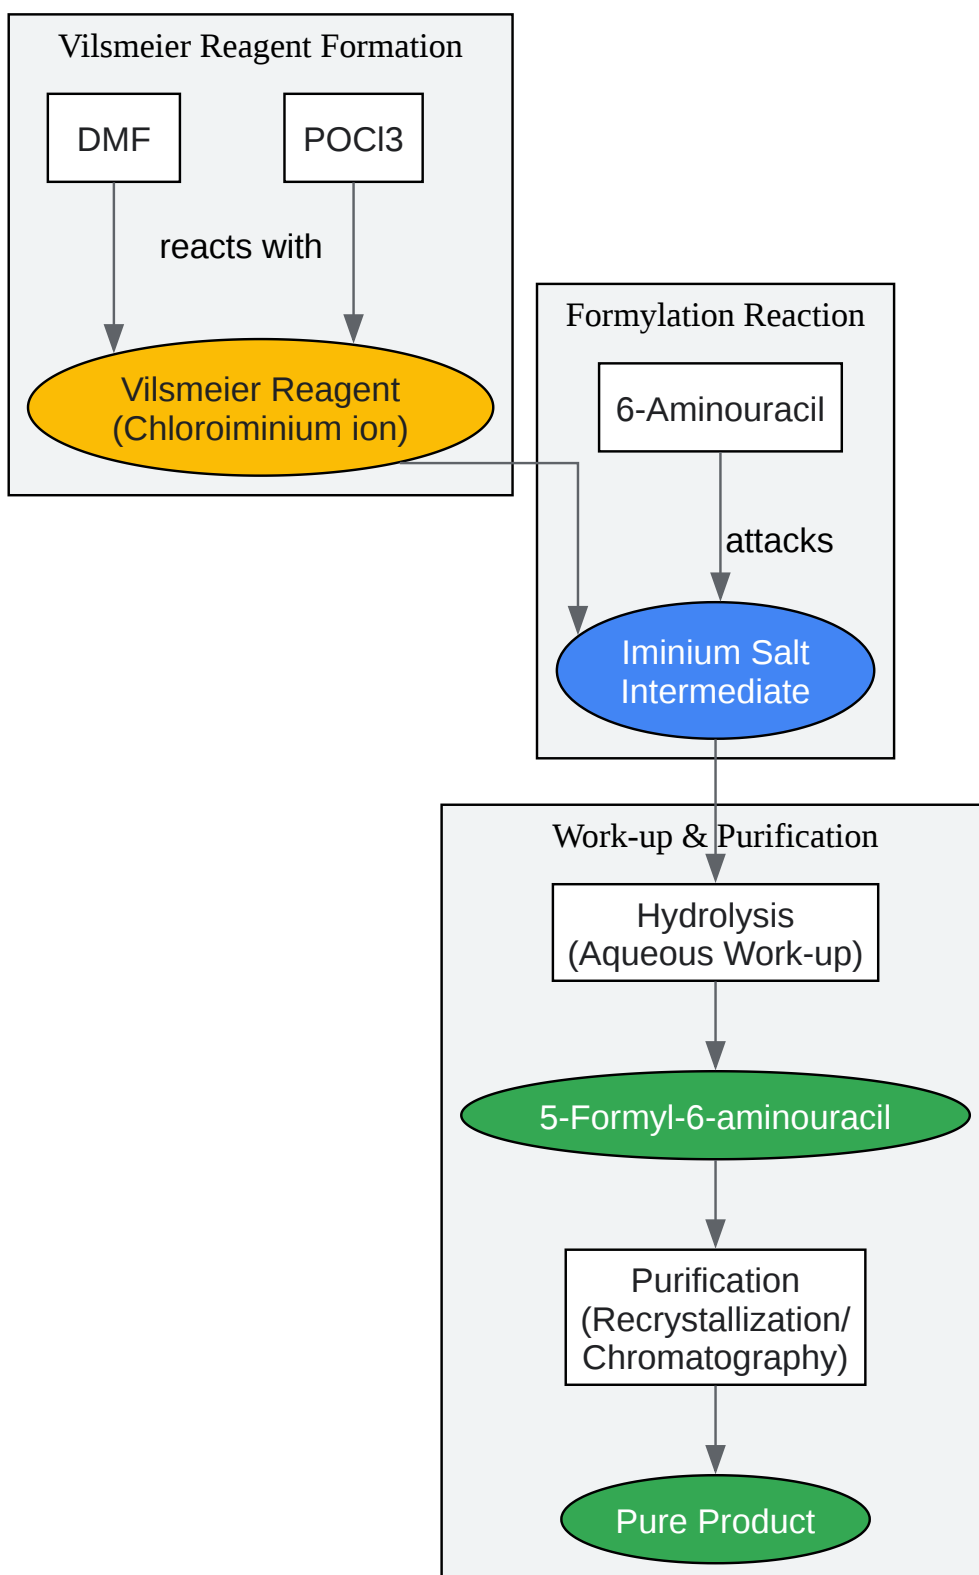 Vilsmeier Reagent Formation
DMF
POCl3
reacts with
Vilsmeier Reagent
(Chloroiminium ion)
Formylation Reaction
6-Aminouracil
attacks
Iminium Salt
Intermediate
Work-up & Purification
Hydrolysis
(Aqueous Work-up)
5-Formyl-6-aminouracil
Purification
(Recrystallization/
Chromatography)
Pure Product